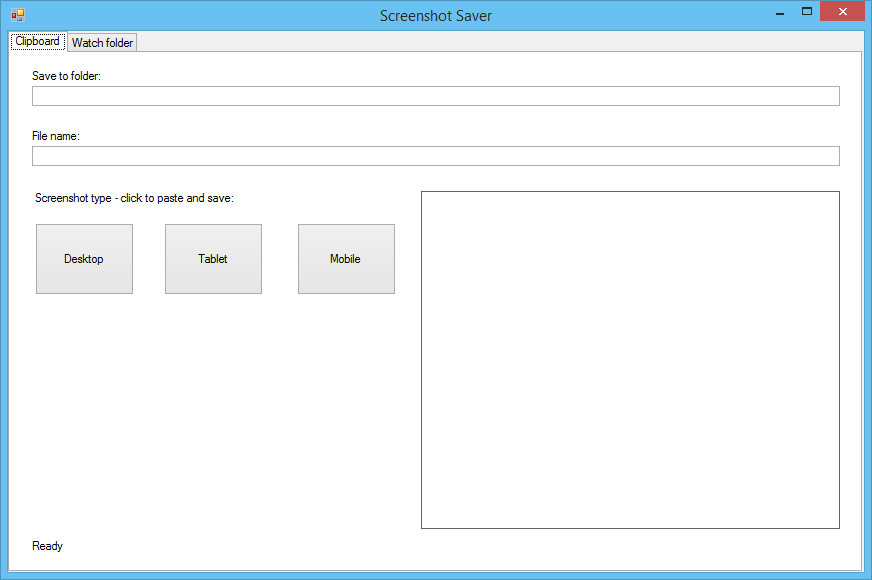 Screenshot Saver
Clipboard Watch folder
Save to folder:
File name:
Screenshot type - click to paste and save:
Desktop Tablet Mobile
Ready